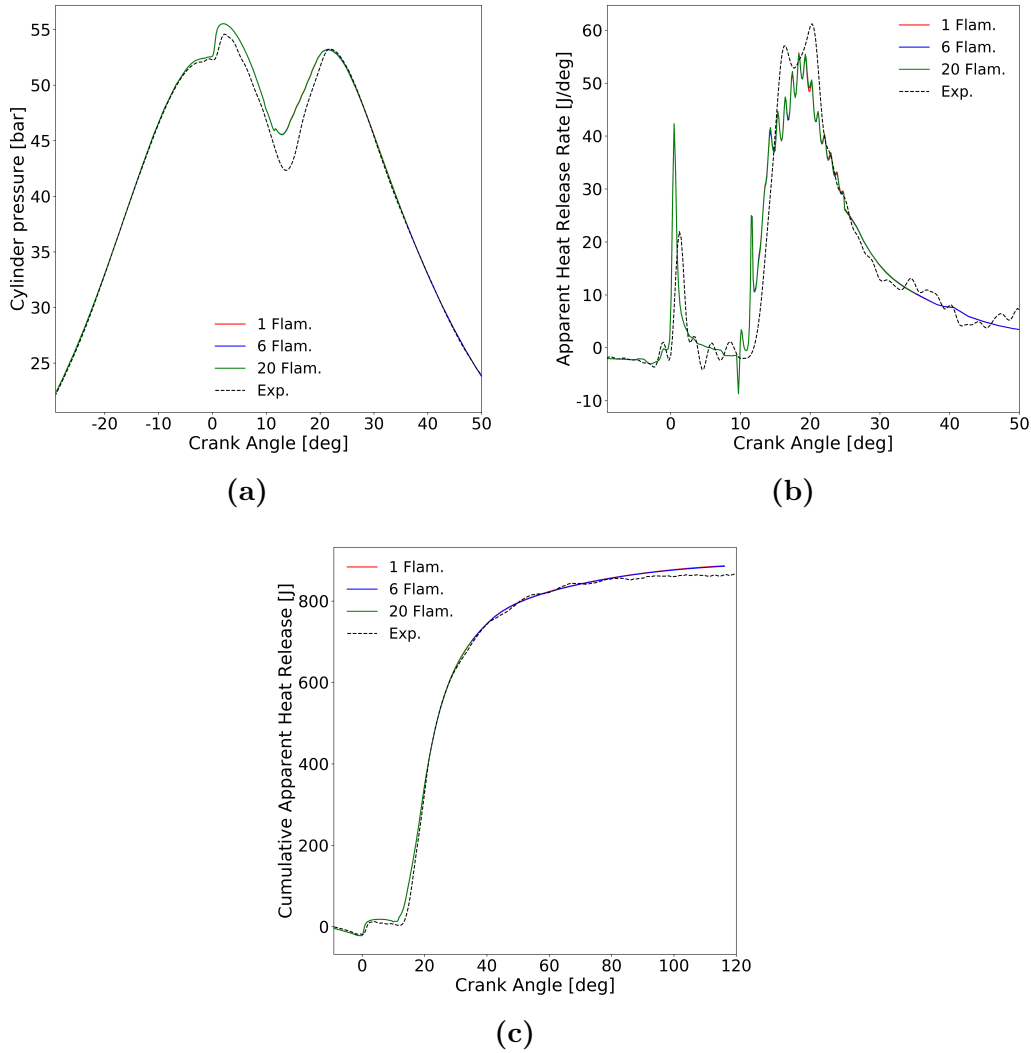 55
50
45
40
35
30
25
Cylinder pressure [bar]
1 Flam.
6 Flam.
20 Flam.
Exp.
-20 -10 0 10 20 30 40 50
Crank Angle [deg]
(a)
60
50
40
30
20
10
0
-10
Apparent Heat Release Rate [J/deg]
1 Flam.
6 Flam.
20 Flam.
Exp.
0 10 20 30 40 50
Crank Angle [deg]
(b)
800
600
400
200
0
Cumulative Apparent Heat Release [J]
1 Flam.
6 Flam.
20 Flam.
Exp.
0 20 40 60 80 100 120
Crank Angle [deg]
(c)